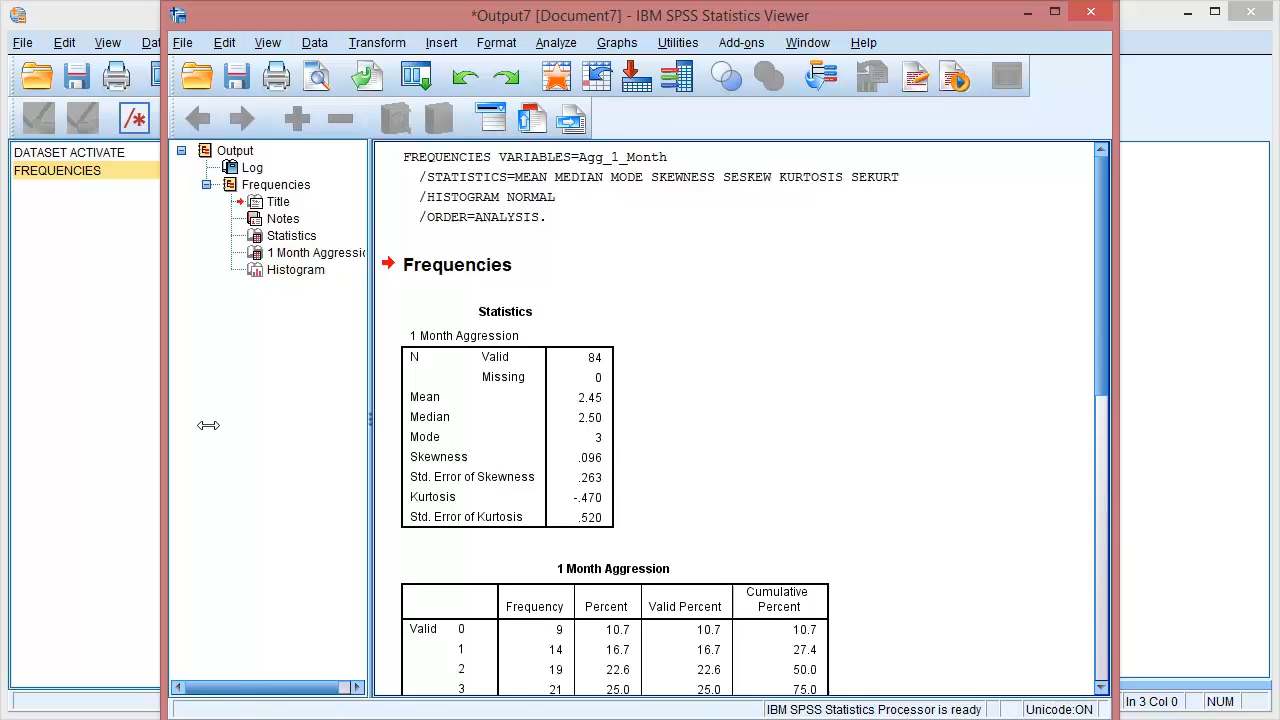 *Output7 [Document7] - IBM SPSS Statistics Viewer
File Edit View Dat
File Edit View Data Transform Insert Format Analyze Graphs Utilities Add-ons Window Help
DATASET ACTIVATE
FREQUENCIES
Output
Log
Frequencies
Title
Notes
Statistics
1 Month Aggressic
Histogram
FREQUENCIES VARIABLES=Agg_1_Month
/STATISTICS=MEAN MEDIAN MODE SKEWNESS SESKEW KURTOSIS SEKURT
/HISTOGRAM NORMAL
/ORDER=ANALYSIS.
Frequencies
Statistics
1 Month Aggression
N Valid 84
Missing 0
Mean 2.45
Median 2.50
Mode 3
Skewness .096
Std. Error of Skewness .263
Kurtosis -.470
Std. Error of Kurtosis .520
1 Month Aggression
Frequency Percent Valid Percent Cumulative Percent
Valid 0 9 10.7 10.7 10.7
1 14 16.7 16.7 27.4
2 19 22.6 22.6 50.0
3 21 25.0 25.0 75.0
IBM SPSS Statistics Processor is ready Unicode:ON
In 3 Col 0 NUM